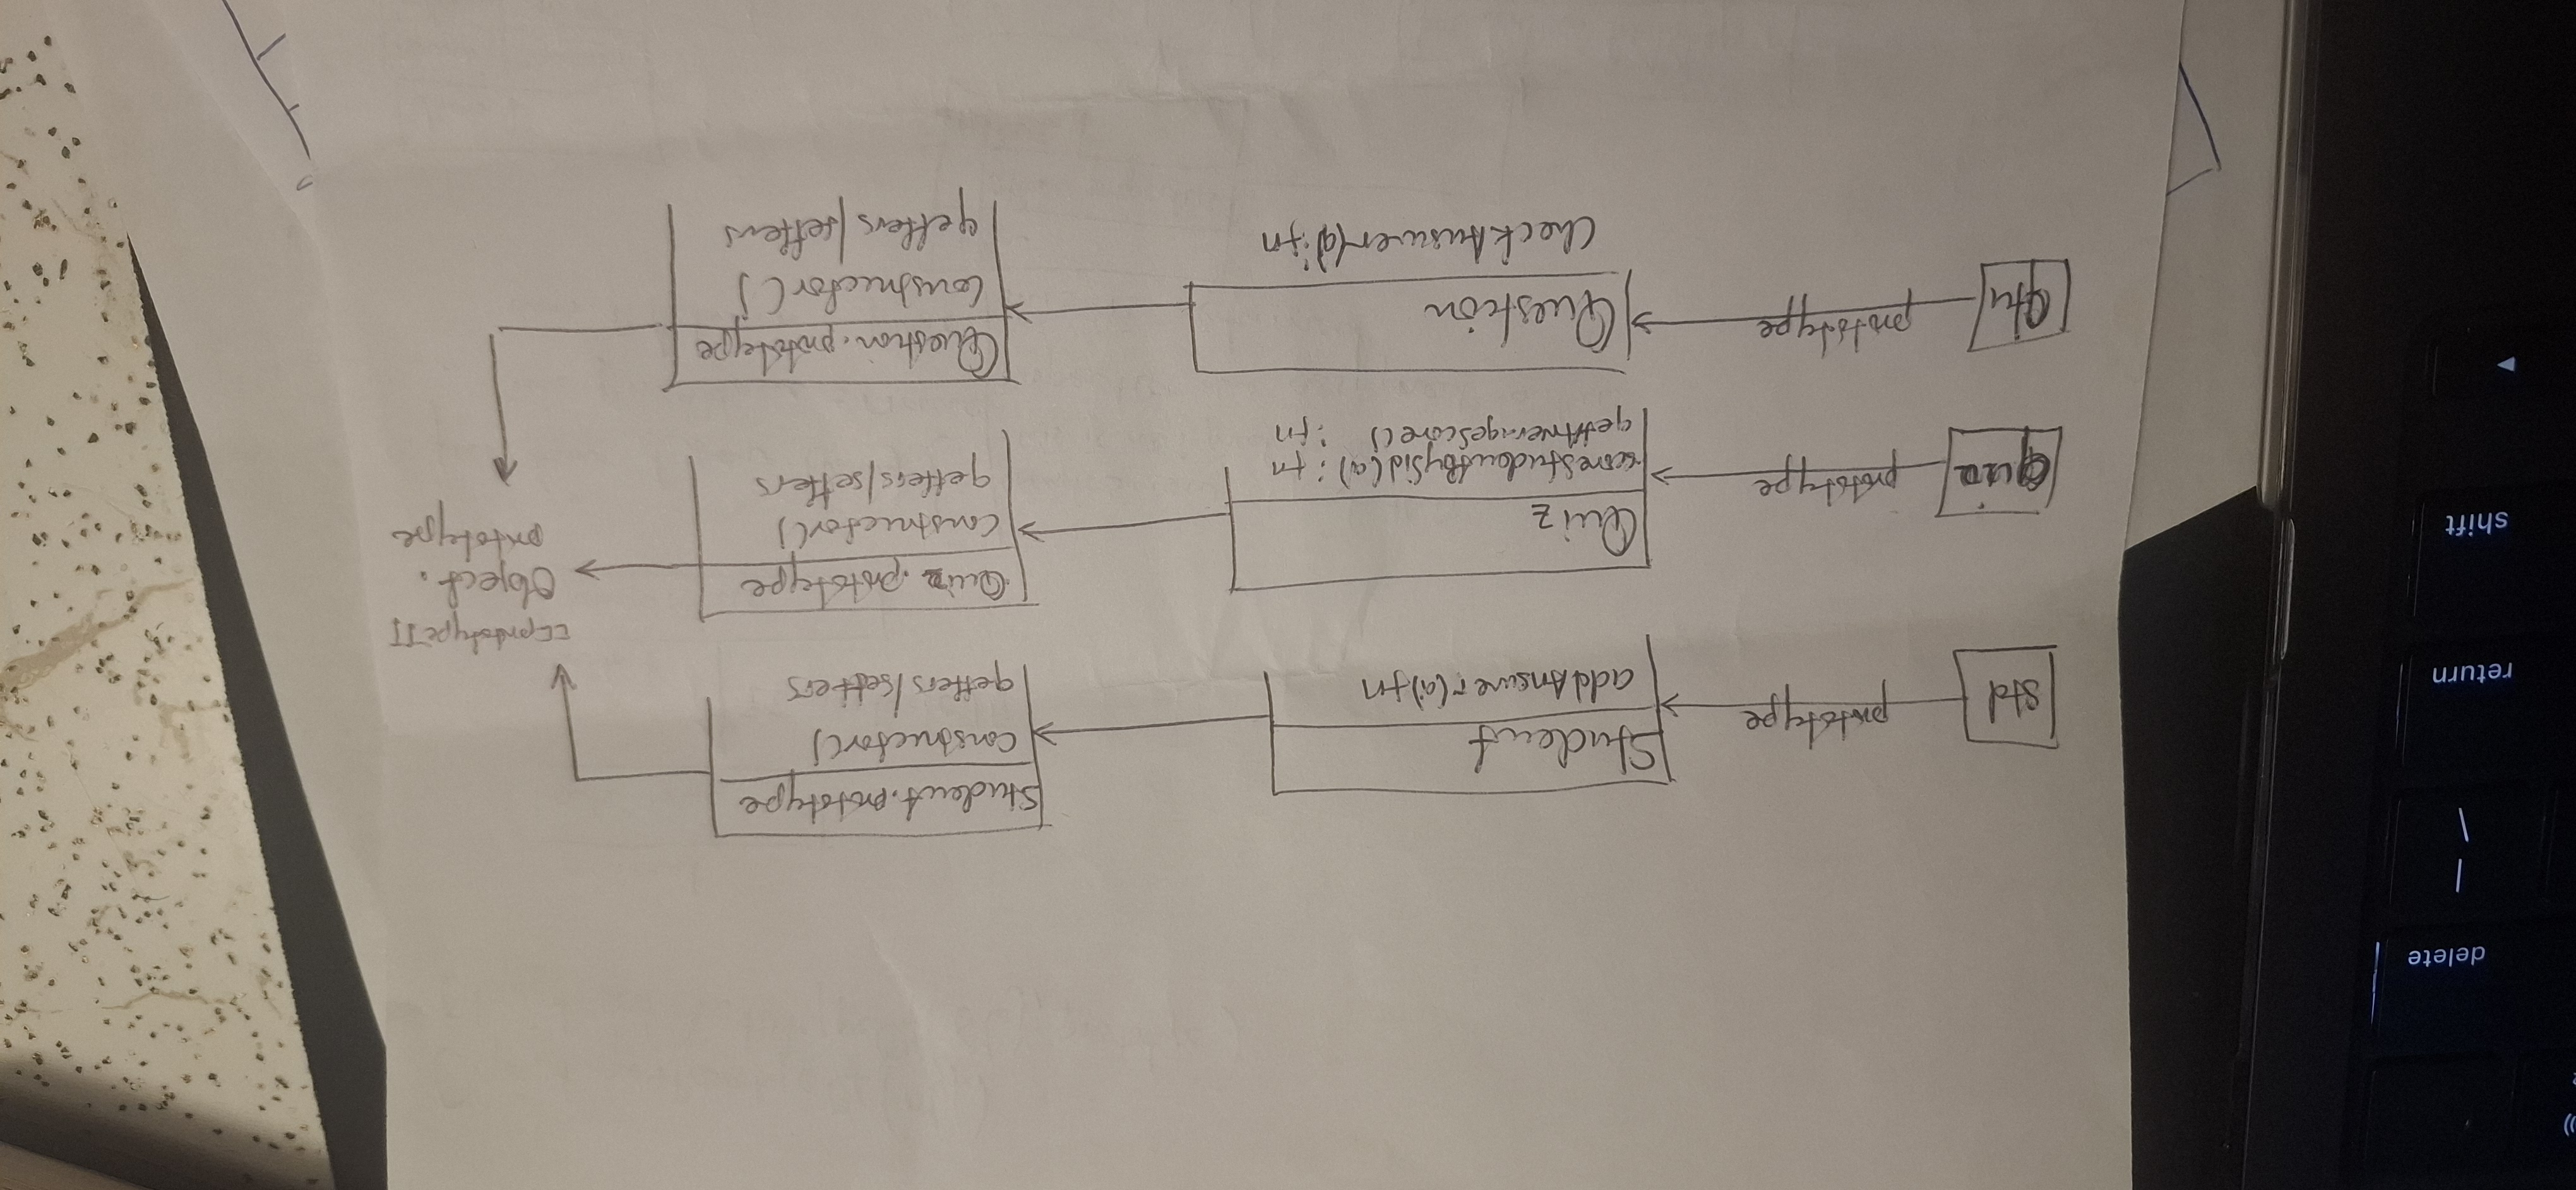 Std
prototype
Student
addAnswer(a):fn
Student.prototype
constructor()
getters/setters
[[prototype]]
Object.
prototype
Quiz
prototype
Quiz
scoreStudentbySid(a) : fn
getAverageScore() : fn
Quiz.prototype
constructor()
getters/setters
Qtn
prototype
Question
checkAnswer(a):fn
Question.prototype
Constructor()
getters/setters
delete
|
\
return
shift